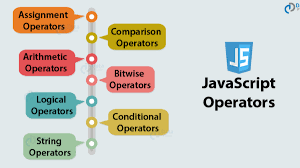 Assignment
Operators
Comparison
Operators
Arithmetic
Operators
Bitwise
Operators
Logical
Operators
Conditional
Operators
String
Operators
JS
JavaScript
Operators